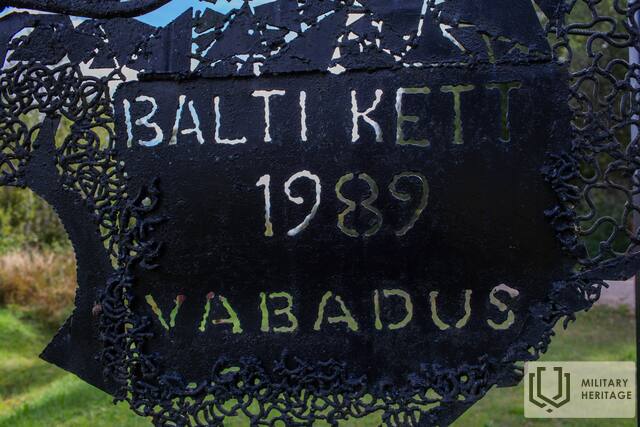 BALTI KETT
1989
VABADUS
MILITARY
HERITAGE